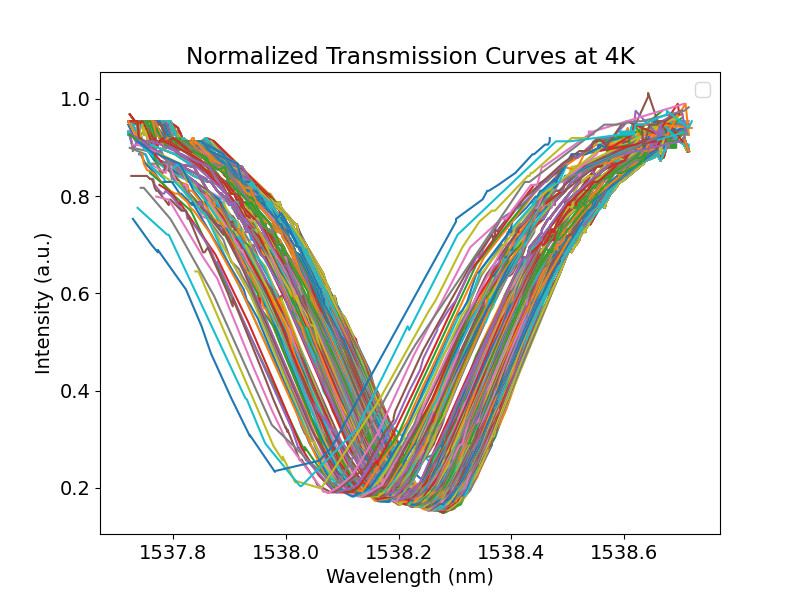 Normalized Transmission Curves at 4K
Intensity (a.u.)
1.0
0.8
0.6
0.4
0.2
1537.8 1538.0 1538.2 1538.4 1538.6
Wavelength (nm)